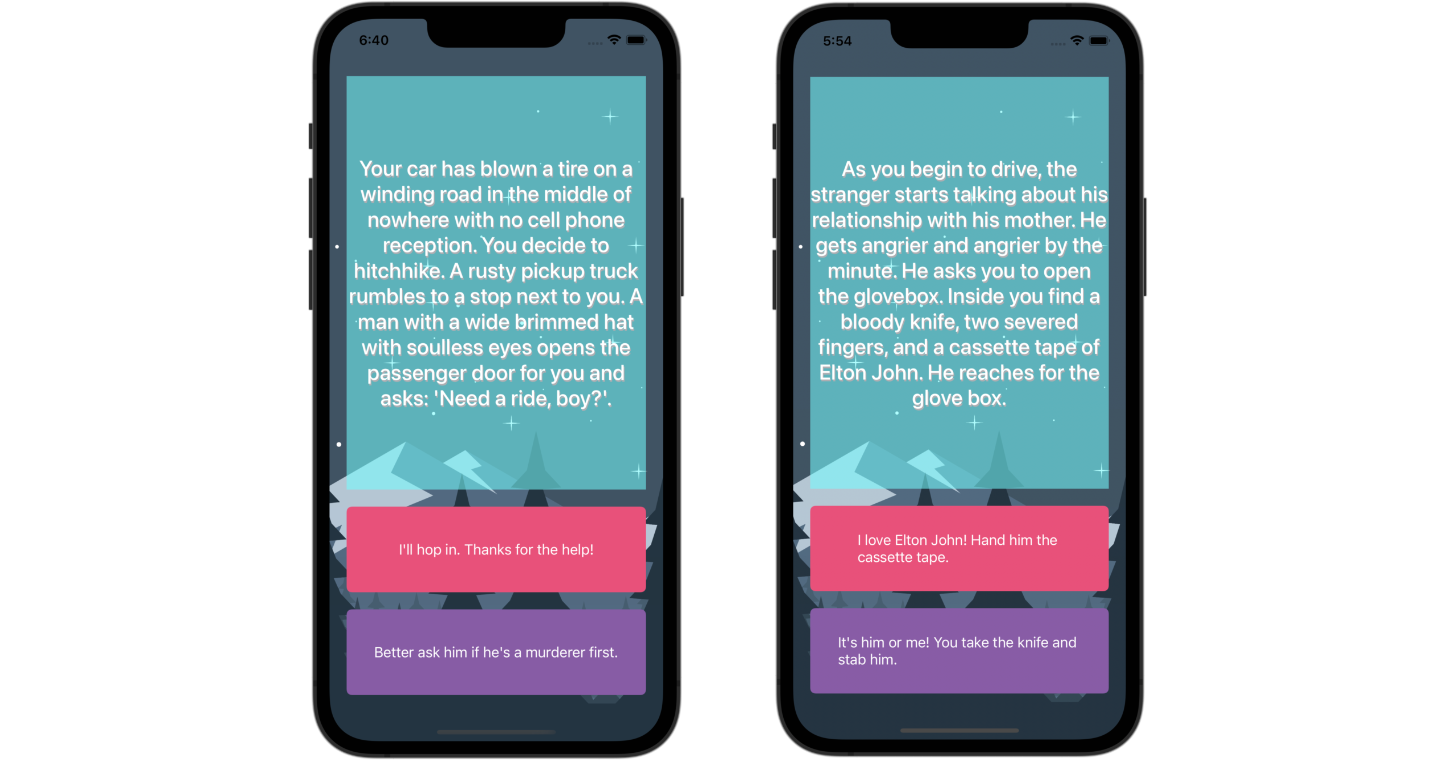 6:40
Your car has blown a tire on a
winding road in the middle of
nowhere with no cell phone
reception. You decide to
hitchhike. A rusty pickup truck
rumbles to a stop next to you. A
man with a wide brimmed hat
with soulless eyes opens the
passenger door for you and
asks: 'Need a ride, boy?'.
I'll hop in. Thanks for the help!
Better ask him if he's a murderer first.
5:54
As you begin to drive, the
stranger starts talking about his
relationship with his mother. He
gets angrier and angrier by the
minute. He asks you to open
the glovebox. Inside you find a
bloody knife, two severed
fingers, and a cassette tape of
Elton John. He reaches for the
glove box.
I love Elton John! Hand him the
cassette tape.
It's him or me! You take the knife and
stab him.